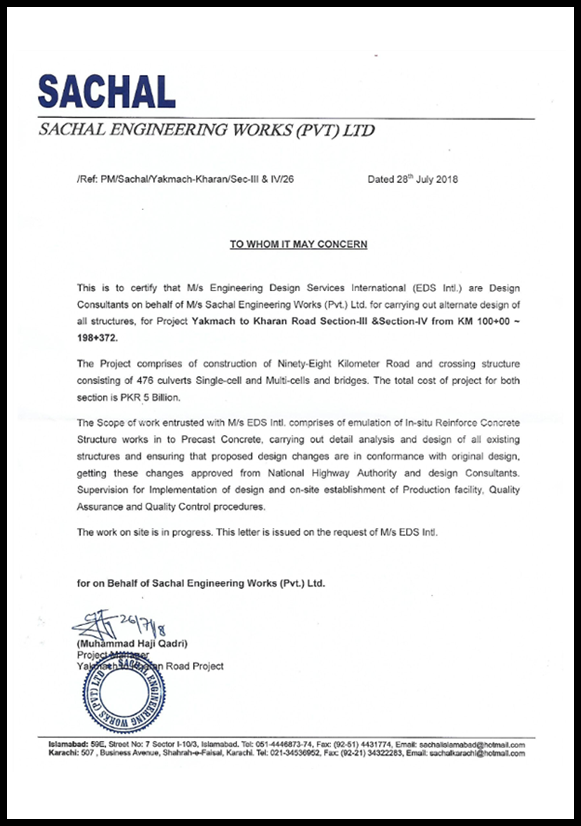 SACHAL
SACHAL ENGINEERING WORKS (PVT) LTD
/Ref: PM/Sachal/Yakmach-Kharan/Sec-III & IV/26 Dated 28th July 2018
TO WHOM IT MAY CONCERN
This is to certify that M/s Engineering Design Services International (EDS Intl.) are Design
Consultants on behalf of M/s Sachal Engineering Works (Pvt.) Ltd. for carrying out alternate design of
all structures, for Project Yakmach to Kharan Road Section-III &Section-IV from KM 100+00 ~
198+372.
The Project comprises of construction of Ninety-Eight Kilometer Road and crossing structure
consisting of 476 culverts Single-cell and Multi-cells and bridges. The total cost of project for both
section is PKR 5 Billion.
The Scope of work entrusted with M/s EDS Intl. comprises of emulation of In-situ Reinforce Concrete
Structure works in to Precast Concrete, carrying out detail analysis and design of all existing
structures and ensuring that proposed design changes are in conformance with original design,
getting these changes approved from National Highway Authority and design Consultants.
Supervision for Implementation of design and on-site establishment of Production facility, Quality
Assurance and Quality Control procedures.
The work on site is in progress. This letter is issued on the request of M/s EDS Intl.
for on Behalf of Sachal Engineering Works (Pvt.) Ltd.
26/7/18
(Muhammad Haji Qadri)
Project Manager
Yakmach to Kharan Road Project
SACHAL ENGINEERING WORKS (PVT) LTD
Islamabad: 59E, Street No: 7 Sector I-10/3, Islamabad. Tel: 051-4446873-74, Fax: (92-51) 4431774, Email: sachalislamabad@hotmail.com
Karachi: 507 , Business Avenue, Shahrah-e-Faisal, Karachi. Tel: 021-34536952, Fax: (92-21) 34322283, Email: sachalkarachi@hotmail.com